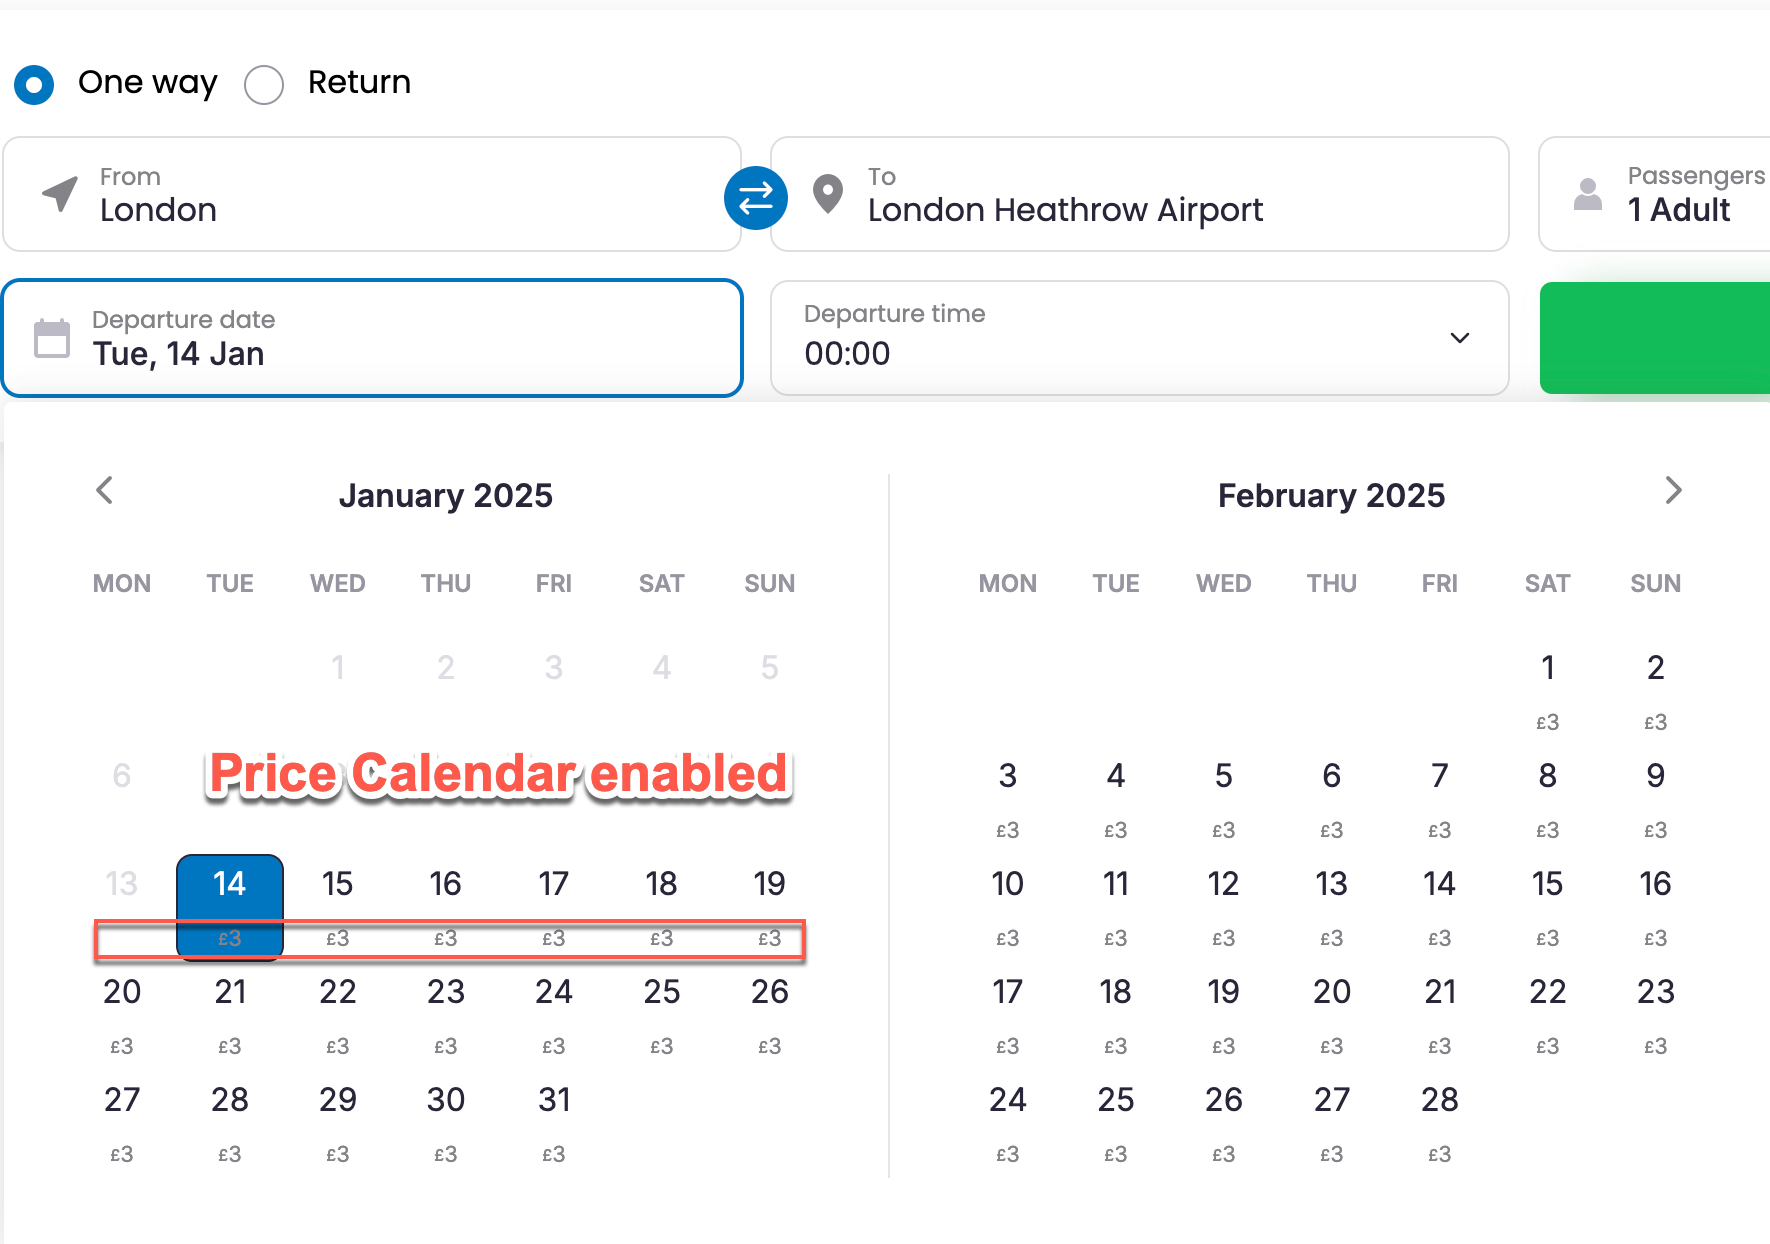 One way Return
From
London
To
London Heathrow Airport
Passengers
1 Adult
Departure date
Tue, 14 Jan
Departure time
00:00
January 2025
MON TUE WED THU FRI SAT SUN
1 2 3 4 5
6
Price Calendar enabled
13 14 15 16 17 18 19
£3 £3 £3 £3 £3 £3
20 21 22 23 24 25 26
£3 £3 £3 £3 £3 £3 £3
27 28 29 30 31
£3 £3 £3 £3 £3
February 2025
MON TUE WED THU FRI SAT SUN
1 2
£3 £3
3 4 5 6 7 8 9
£3 £3 £3 £3 £3 £3 £3
10 11 12 13 14 15 16
£3 £3 £3 £3 £3 £3 £3
17 18 19 20 21 22 23
£3 £3 £3 £3 £3 £3 £3
24 25 26 27 28
£3 £3 £3 £3 £3